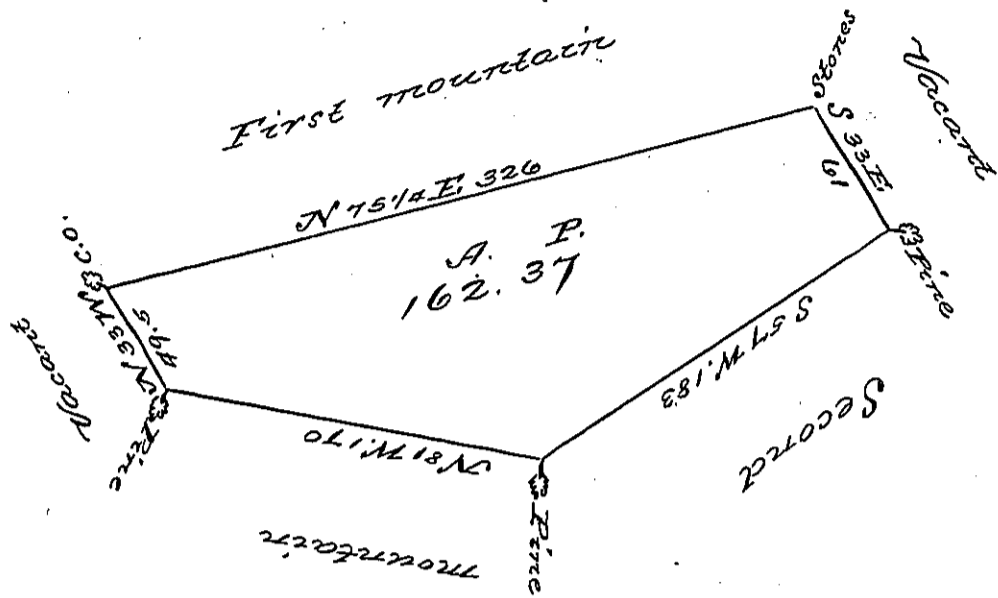 First mountain
Stones
Vacant
N 75 1/4 E. 326
S 33 E.
61
C.O.
A. P.
162. 37
Pine
N 33 W
49.5
Vacant
S 57 W. 183
Pine
N 81 W. 170
Second
Pine
mountain